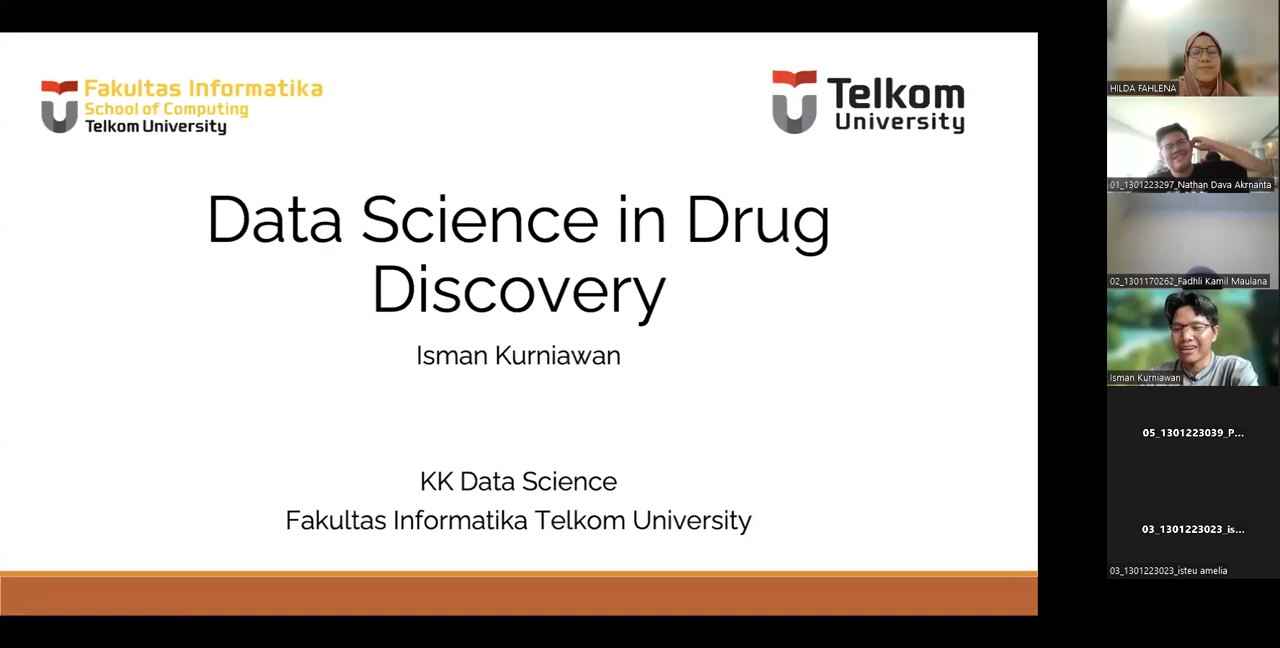 Fakultas Informatika
School of Computing
Telkom University
Telkom
University
Data Science in Drug
Discovery
Isman Kurniawan
KK Data Science
Fakultas Informatika Telkom University
HILDA FAHLENA
01_1301223297_Nathan Dava Akrnanta
02_1301170262_Fadhli Kamil Maulana
Isman Kurniawan
05_1301223039_P...
03_1301223023_is...
03_1301223023_isteu amelia